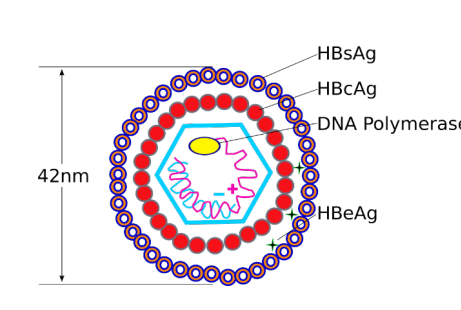 HBsAg
HBcAg
DNA Polymerase
42nm
HBeAg
− +